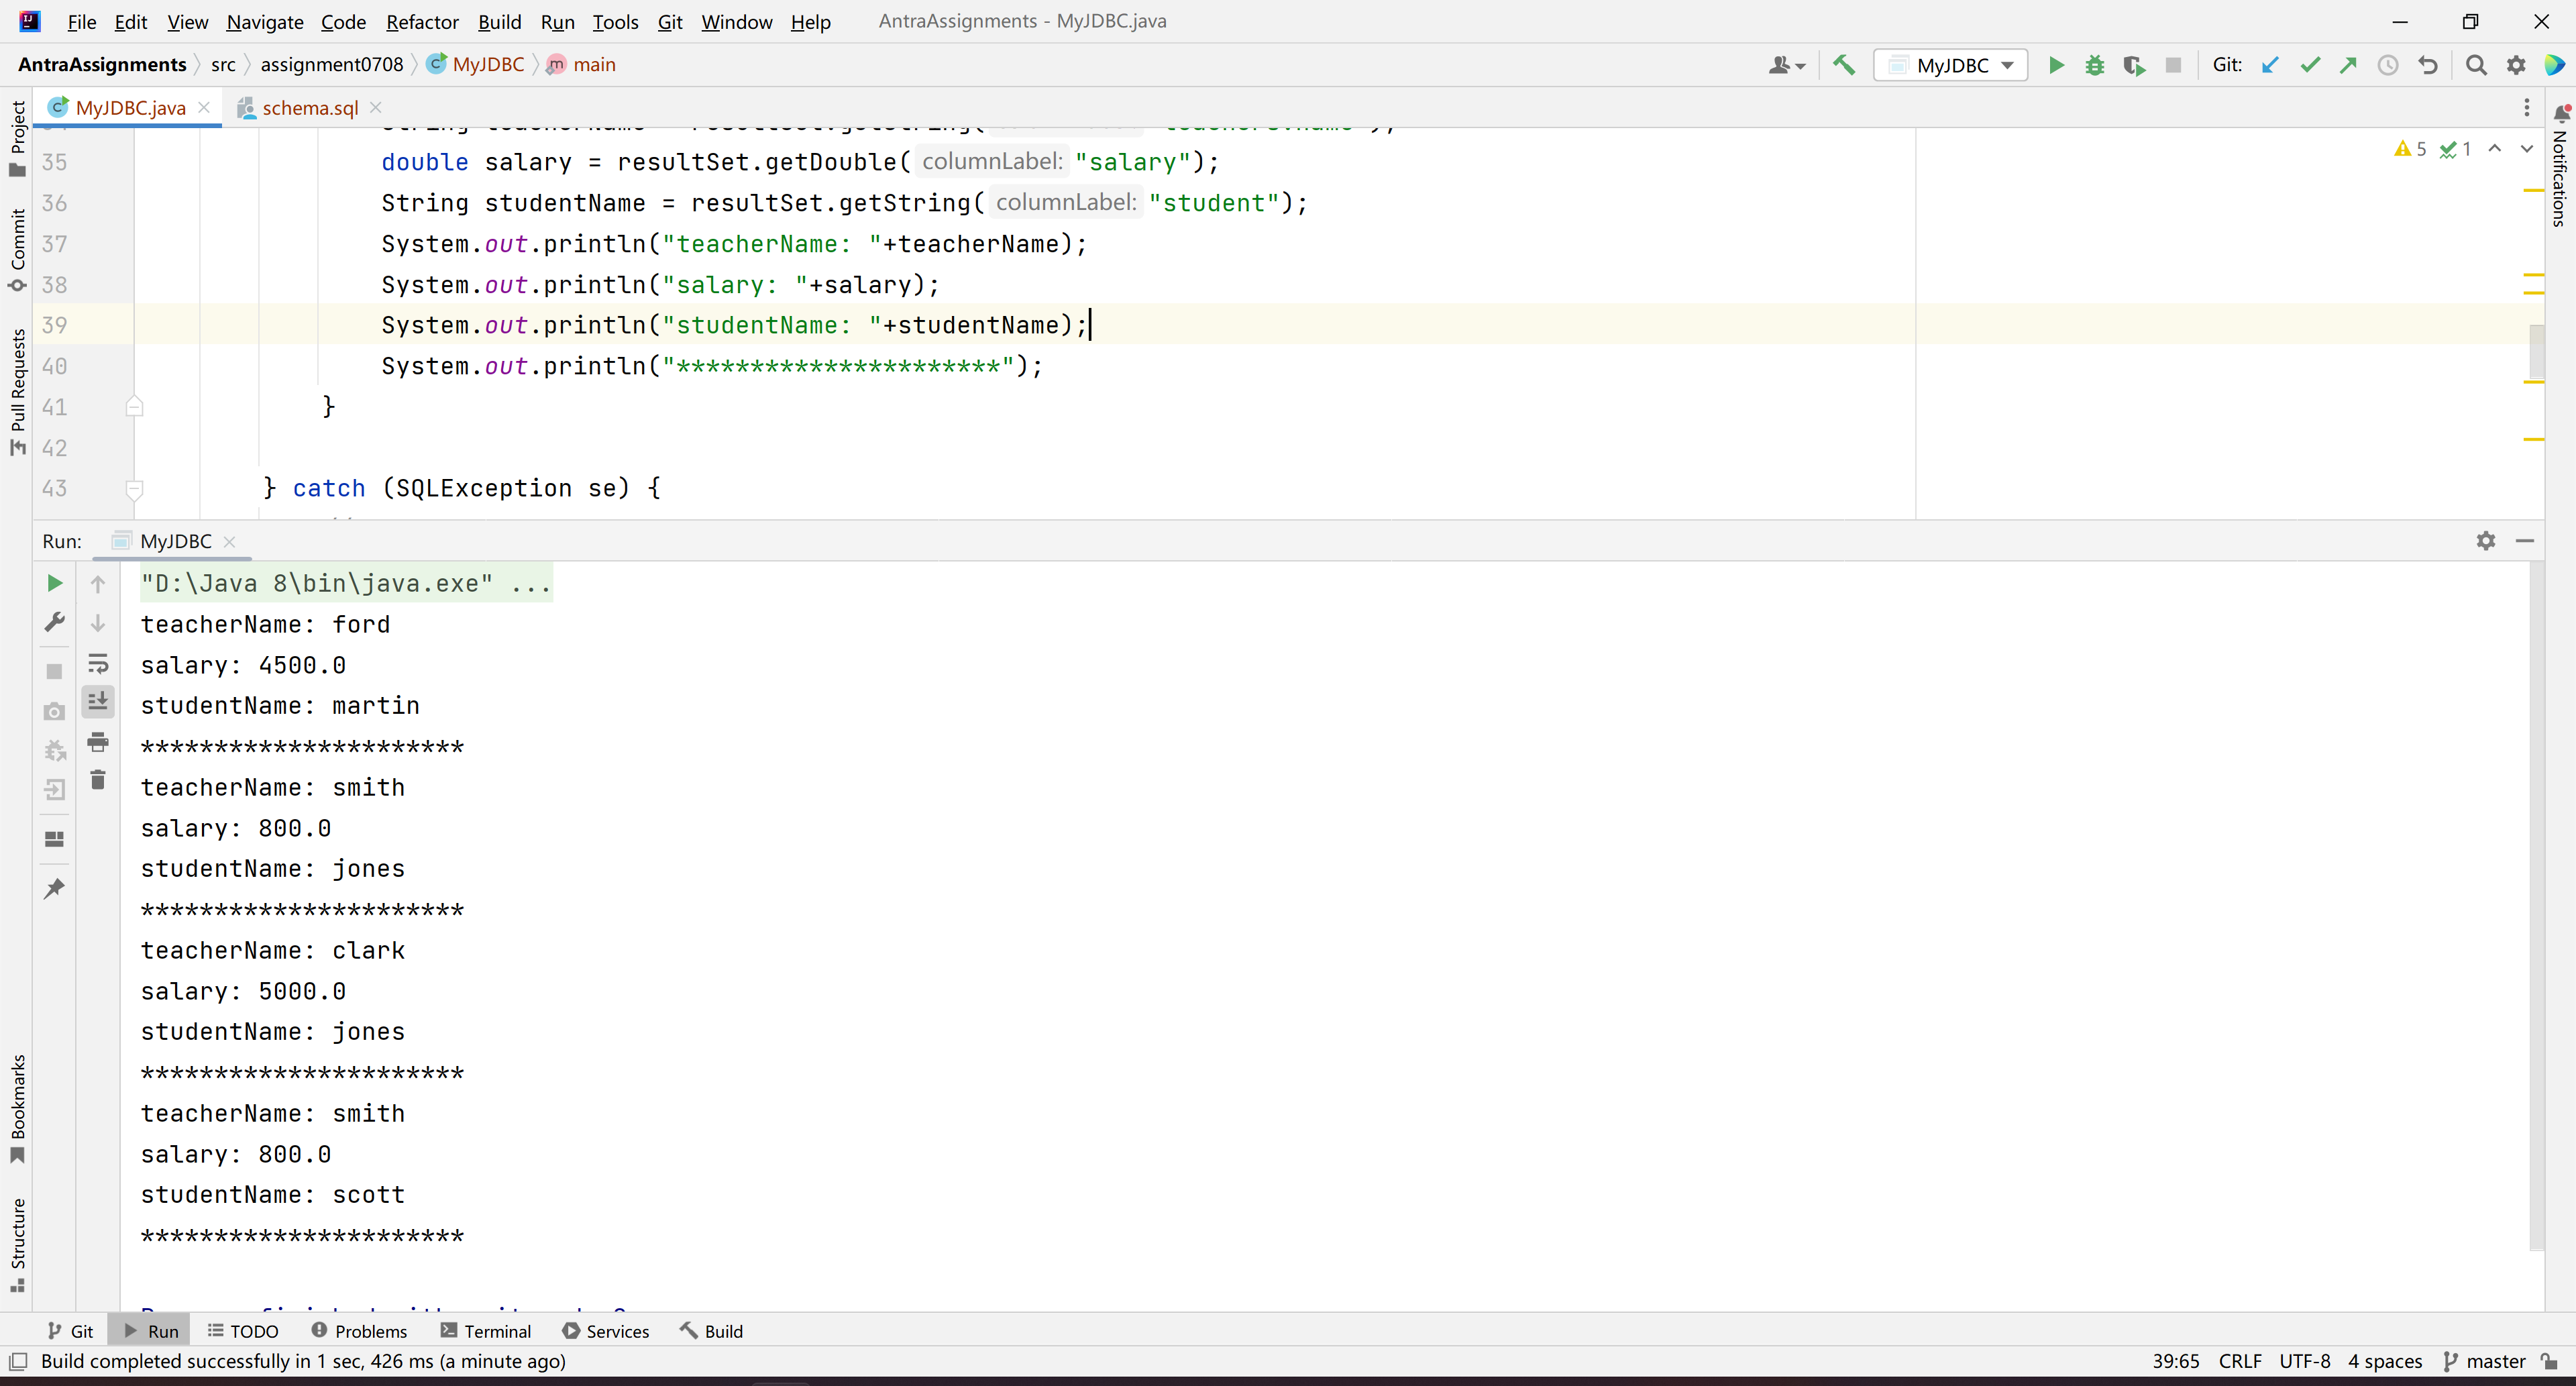 File Edit View Navigate Code Refactor Build Run Tools Git Window Help AntraAssignments - MyJDBC.java
AntraAssignments src assignment0708 MyJDBC main MyJDBC Git:
MyJDBC.java schema.sql
35 double salary = resultSet.getDouble( columnLabel: "salary");
36 String studentName = resultSet.getString( columnLabel: "student");
37 System.out.println("teacherName: "+teacherName);
38 System.out.println("salary: "+salary);
39 System.out.println("studentName: "+studentName);
40 System.out.println("**********************");
41 }
42
43 } catch (SQLException se) {
5 1
Project
Commit
Pull Requests
Bookmarks
Structure
Notifications
Run: MyJDBC
"D:\Java 8\bin\java.exe" ...
teacherName: ford
salary: 4500.0
studentName: martin
**********************
teacherName: smith
salary: 800.0
studentName: jones
**********************
teacherName: clark
salary: 5000.0
studentName: jones
**********************
teacherName: smith
salary: 800.0
studentName: scott
**********************
Git Run TODO Problems Terminal Services Build
Build completed successfully in 1 sec, 426 ms (a minute ago) 39:65 CRLF UTF-8 4 spaces master